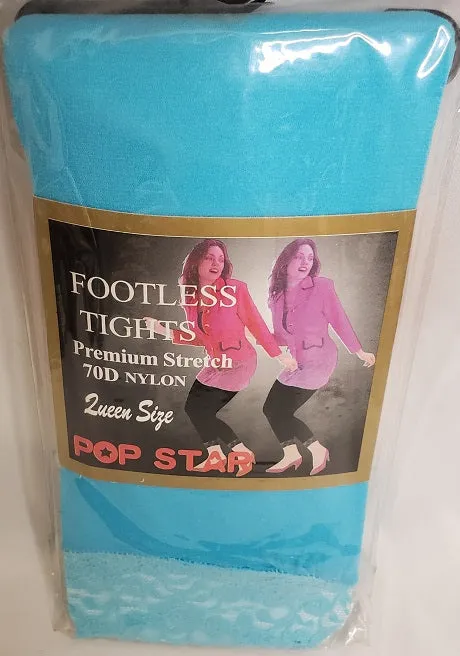 FOOTLESS
TIGHTS
Premium Stretch
70D NYLON
Queen Size
POP STAR